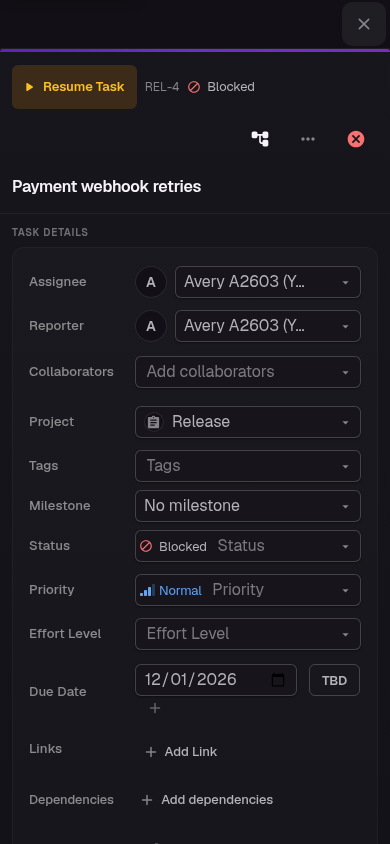 Resume Task REL-4 Blocked
Payment webhook retries
TASK DETAILS
Assignee A Avery A2603 (Y...
Reporter A Avery A2603 (Y...
Collaborators Add collaborators
Project Release
Tags Tags
Milestone No milestone
Status Blocked Status
Priority Normal Priority
Effort Level Effort Level
Due Date 12/01/2026 TBD
Links + Add Link
Dependencies + Add dependencies